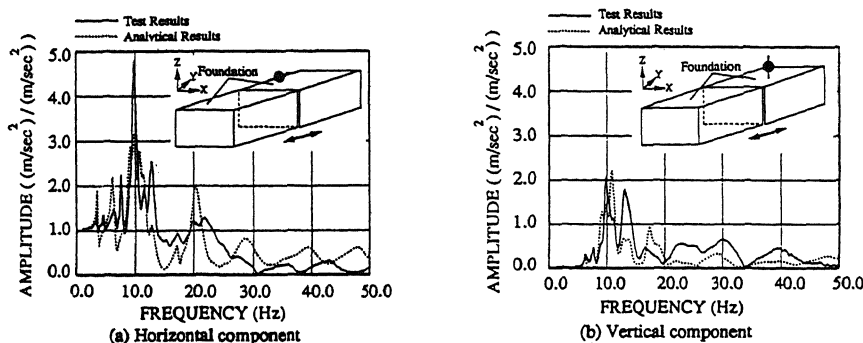 Test Results
Analytical Results
AMPLITUDE ( (m/sec²) / (m/sec²) )
5.0
4.0
3.0
2.0
1.0
0.0
Z
Y
X
Foundation
0.0 10.0 20.0 30.0 40.0 50.0
FREQUENCY (Hz)
(a) Horizontal component
Test Results
Analytical Results
AMPLITUDE ( (m/sec²) / (m/sec²) )
5.0
4.0
3.0
2.0
1.0
0.0
Z
Y
X
Foundation
0.0 10.0 20.0 30.0 40.0 50.0
FREQUENCY (Hz)
(b) Vertical component